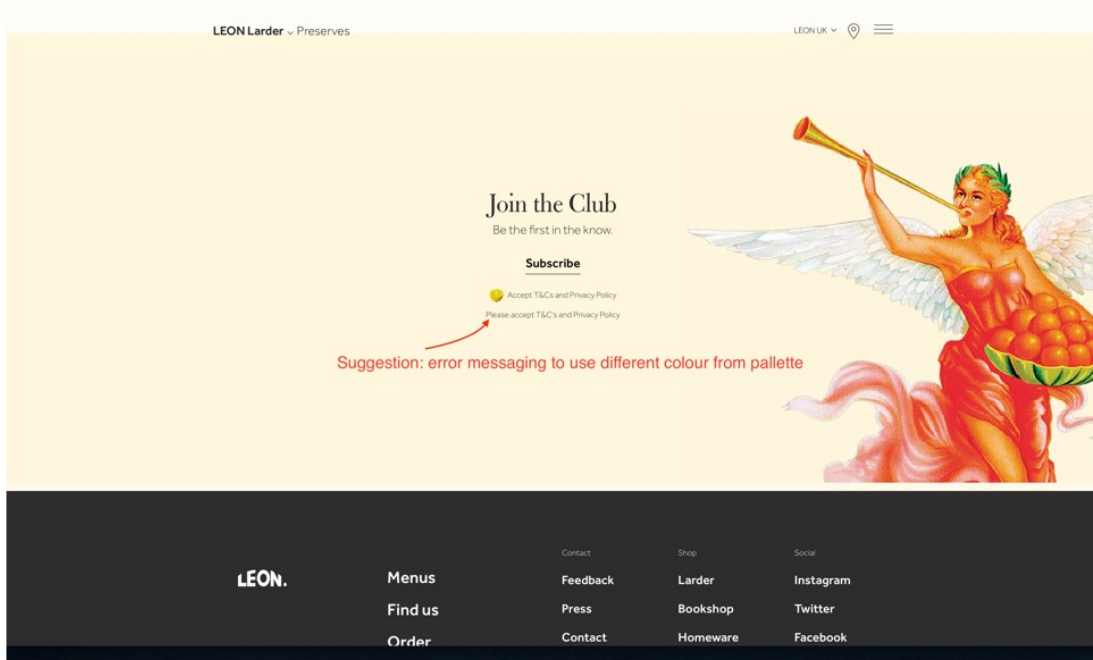 LEON Larder Preserves
LEON UK
Join the Club
Be the first in the know.
Subscribe
Accept T&Cs and Privacy Policy
Please accept T&C's and Privacy Policy
Suggestion: error messaging to use different colour from pallette
LEON.
Menus
Find us
Order
Contact
Feedback
Press
Contact
Shop
Larder
Bookshop
Homeware
Social
Instagram
Twitter
Facebook